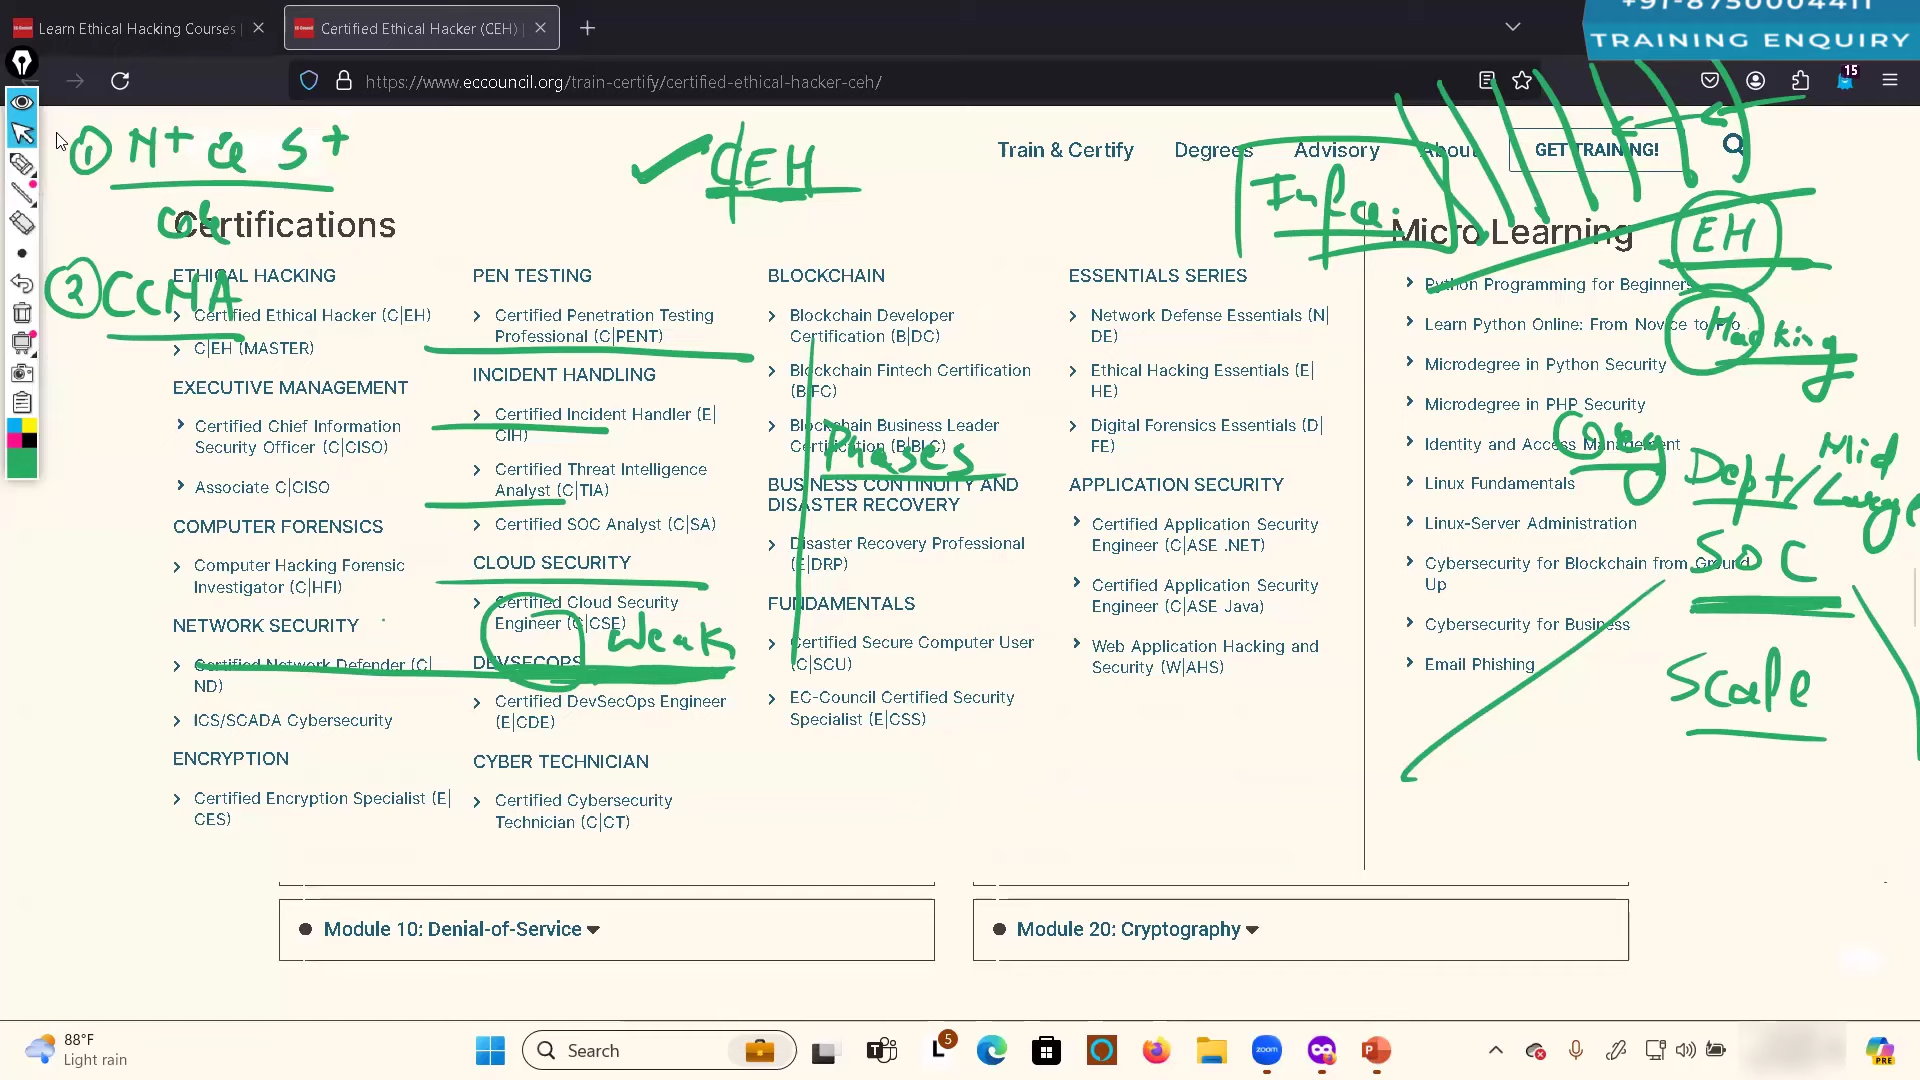 +91-8750004411
TRAINING ENQUIRY
Learn Ethical Hacking Courses |
Certified Ethical Hacker (CEH) |
https://www.eccouncil.org/train-certify/certified-ethical-hacker-ceh/
15
Train & Certify
Degrees
Advisory
About
GET TRAINING!
① N+ & S+
CEH
Infra.
EH
Hacking
② CCNA
Phases
Weak
Dept/
Mid
Large
SOC
Scale
Certifications
ETHICAL HACKING
Certified Ethical Hacker (C|EH)
C|EH (MASTER)
EXECUTIVE MANAGEMENT
Certified Chief Information
Security Officer (C|CISO)
Associate C|CISO
COMPUTER FORENSICS
Computer Hacking Forensic
Investigator (C|HFI)
NETWORK SECURITY
Certified Network Defender (C|
ND)
ICS/SCADA Cybersecurity
ENCRYPTION
Certified Encryption Specialist (E|
CES)
PEN TESTING
Certified Penetration Testing
Professional (C|PENT)
INCIDENT HANDLING
Certified Incident Handler (E|
CIH)
Certified Threat Intelligence
Analyst (C|TIA)
Certified SOC Analyst (C|SA)
CLOUD SECURITY
Certified Cloud Security
Engineer (C|CSE)
DEVSECOPS
Certified DevSecOps Engineer
(E|CDE)
CYBER TECHNICIAN
Certified Cybersecurity
Technician (C|CT)
BLOCKCHAIN
Blockchain Developer
Certification (B|DC)
Blockchain Fintech Certification
(B|FC)
Blockchain Business Leader
Certification (B|BLC)
BUSINESS CONTINUITY AND
DISASTER RECOVERY
Disaster Recovery Professional
(E|DRP)
FUNDAMENTALS
Certified Secure Computer User
(C|SCU)
EC-Council Certified Security
Specialist (E|CSS)
ESSENTIALS SERIES
Network Defense Essentials (N|
DE)
Ethical Hacking Essentials (E|
HE)
Digital Forensics Essentials (D|
FE)
APPLICATION SECURITY
Certified Application Security
Engineer (C|ASE .NET)
Certified Application Security
Engineer (C|ASE Java)
Web Application Hacking and
Security (W|AHS)
Micro Learning
Python Programming for Beginners
Learn Python Online: From Novice to Pro
Microdegree in Python Security
Microdegree in PHP Security
Identity and Access Management
Linux Fundamentals
Linux-Server Administration
Cybersecurity for Blockchain from Ground
Up
Cybersecurity for Business
Email Phishing
Module 10: Denial-of-Service
Module 20: Cryptography
88°F
Light rain
Search
5
zoom
PRE